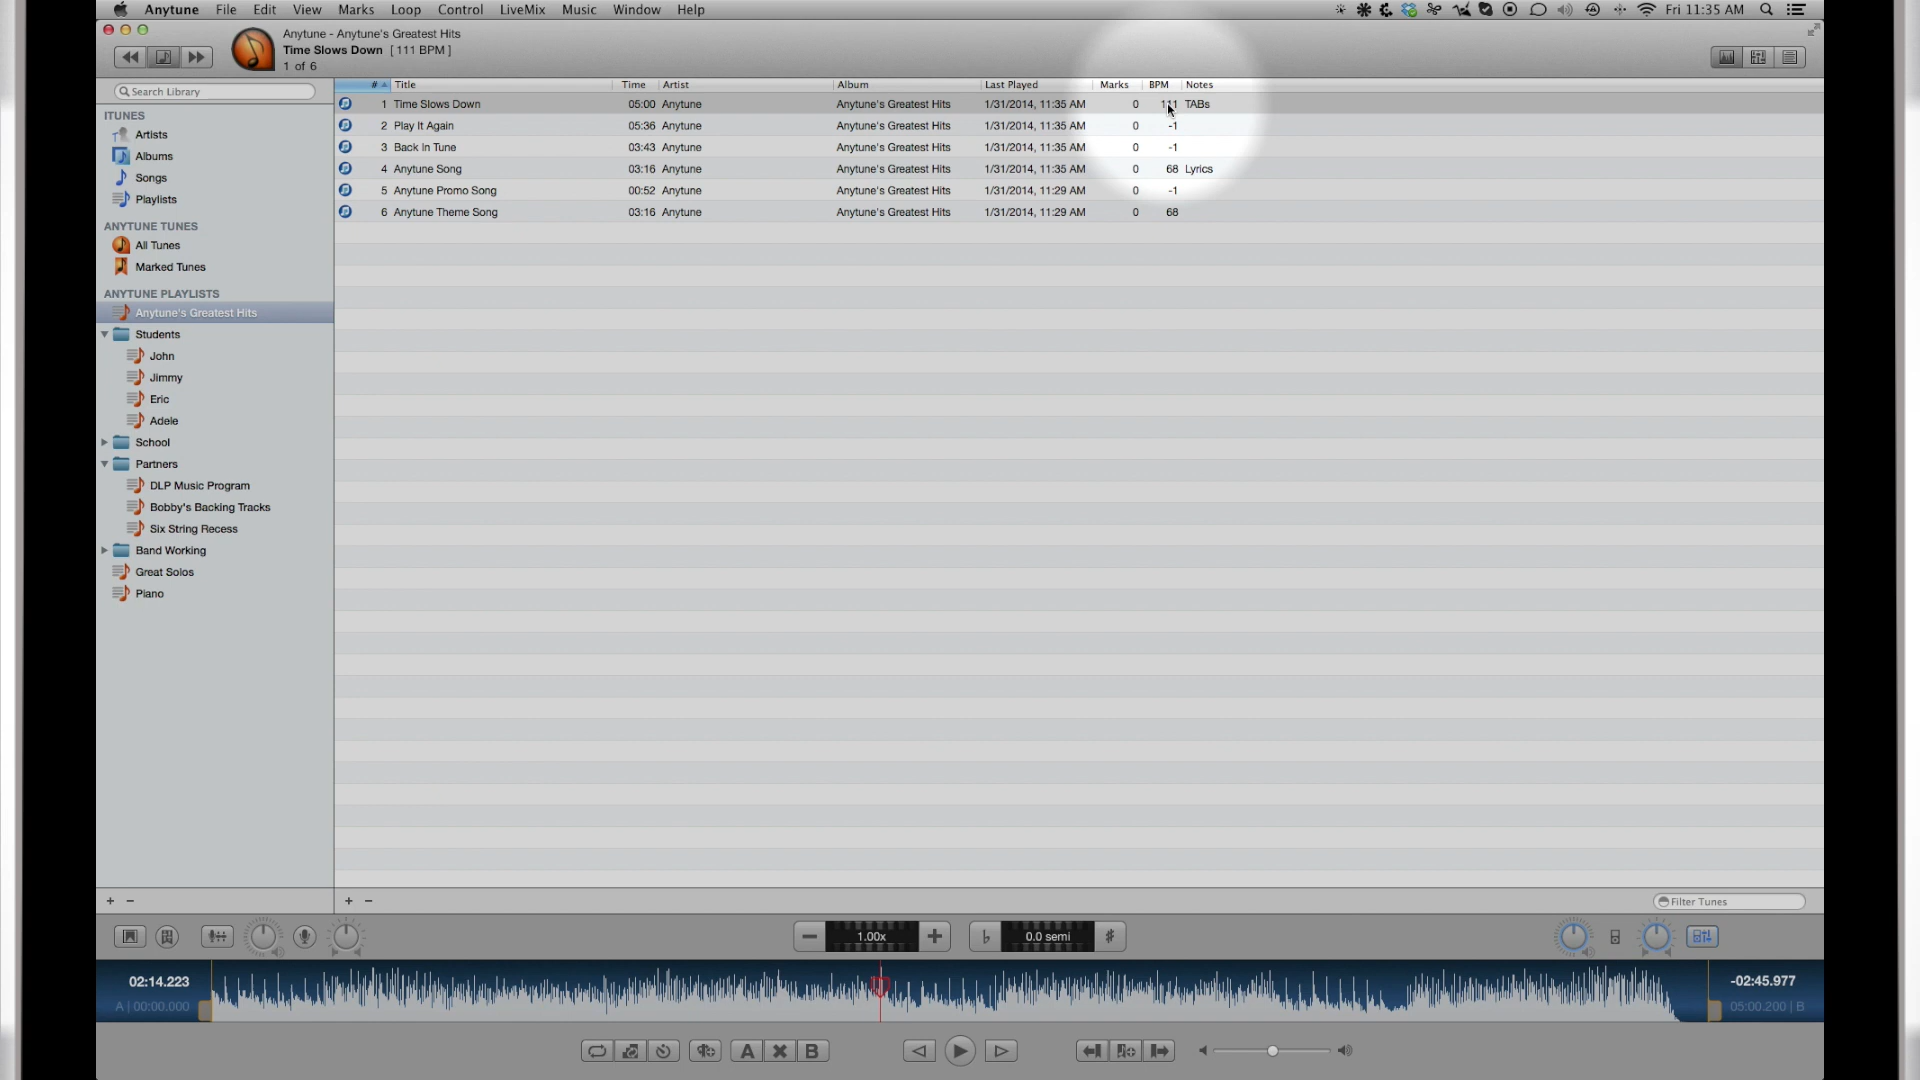 Anytune File Edit View Marks Loop Control LiveMix Music Window Help Fri 11:35 AM
Anytune - Anytune's Greatest Hits
Time Slows Down [ 111 BPM ]
1 of 6
Search Library
# Title Time Artist Album Last Played Marks BPM Notes
1 Time Slows Down 05:00 Anytune Anytune's Greatest Hits 1/31/2014, 11:35 AM 0 111 TABs
2 Play It Again 05:36 Anytune Anytune's Greatest Hits 1/31/2014, 11:35 AM 0 -1
3 Back In Tune 03:43 Anytune Anytune's Greatest Hits 1/31/2014, 11:35 AM 0 -1
4 Anytune Song 03:16 Anytune Anytune's Greatest Hits 1/31/2014, 11:35 AM 0 68 Lyrics
5 Anytune Promo Song 00:52 Anytune Anytune's Greatest Hits 1/31/2014, 11:29 AM 0 -1
6 Anytune Theme Song 03:16 Anytune Anytune's Greatest Hits 1/31/2014, 11:29 AM 0 68
ITUNES
Artists
Albums
Songs
Playlists
ANYTUNE TUNES
All Tunes
Marked Tunes
ANYTUNE PLAYLISTS
Anytune's Greatest Hits
Students
John
Jimmy
Eric
Adele
School
Partners
DLP Music Program
Bobby's Backing Tracks
Six String Recess
Band Working
Great Solos
Piano
+ - + - Filter Tunes
1.00x 0.0 semi
02:14.223 -02:45.977
A | 00:00.000 05:00.200 | B
A B